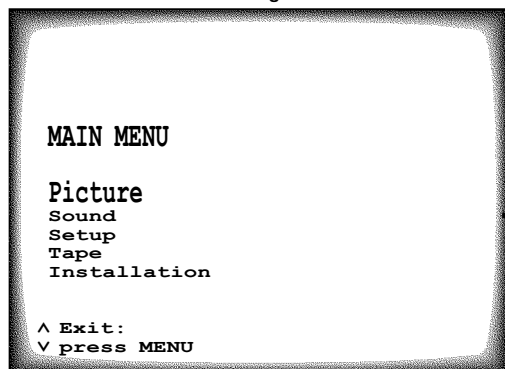 MAIN MENU
Picture
Sound
Setup
Tape
Installation
^ Exit:
v press MENU